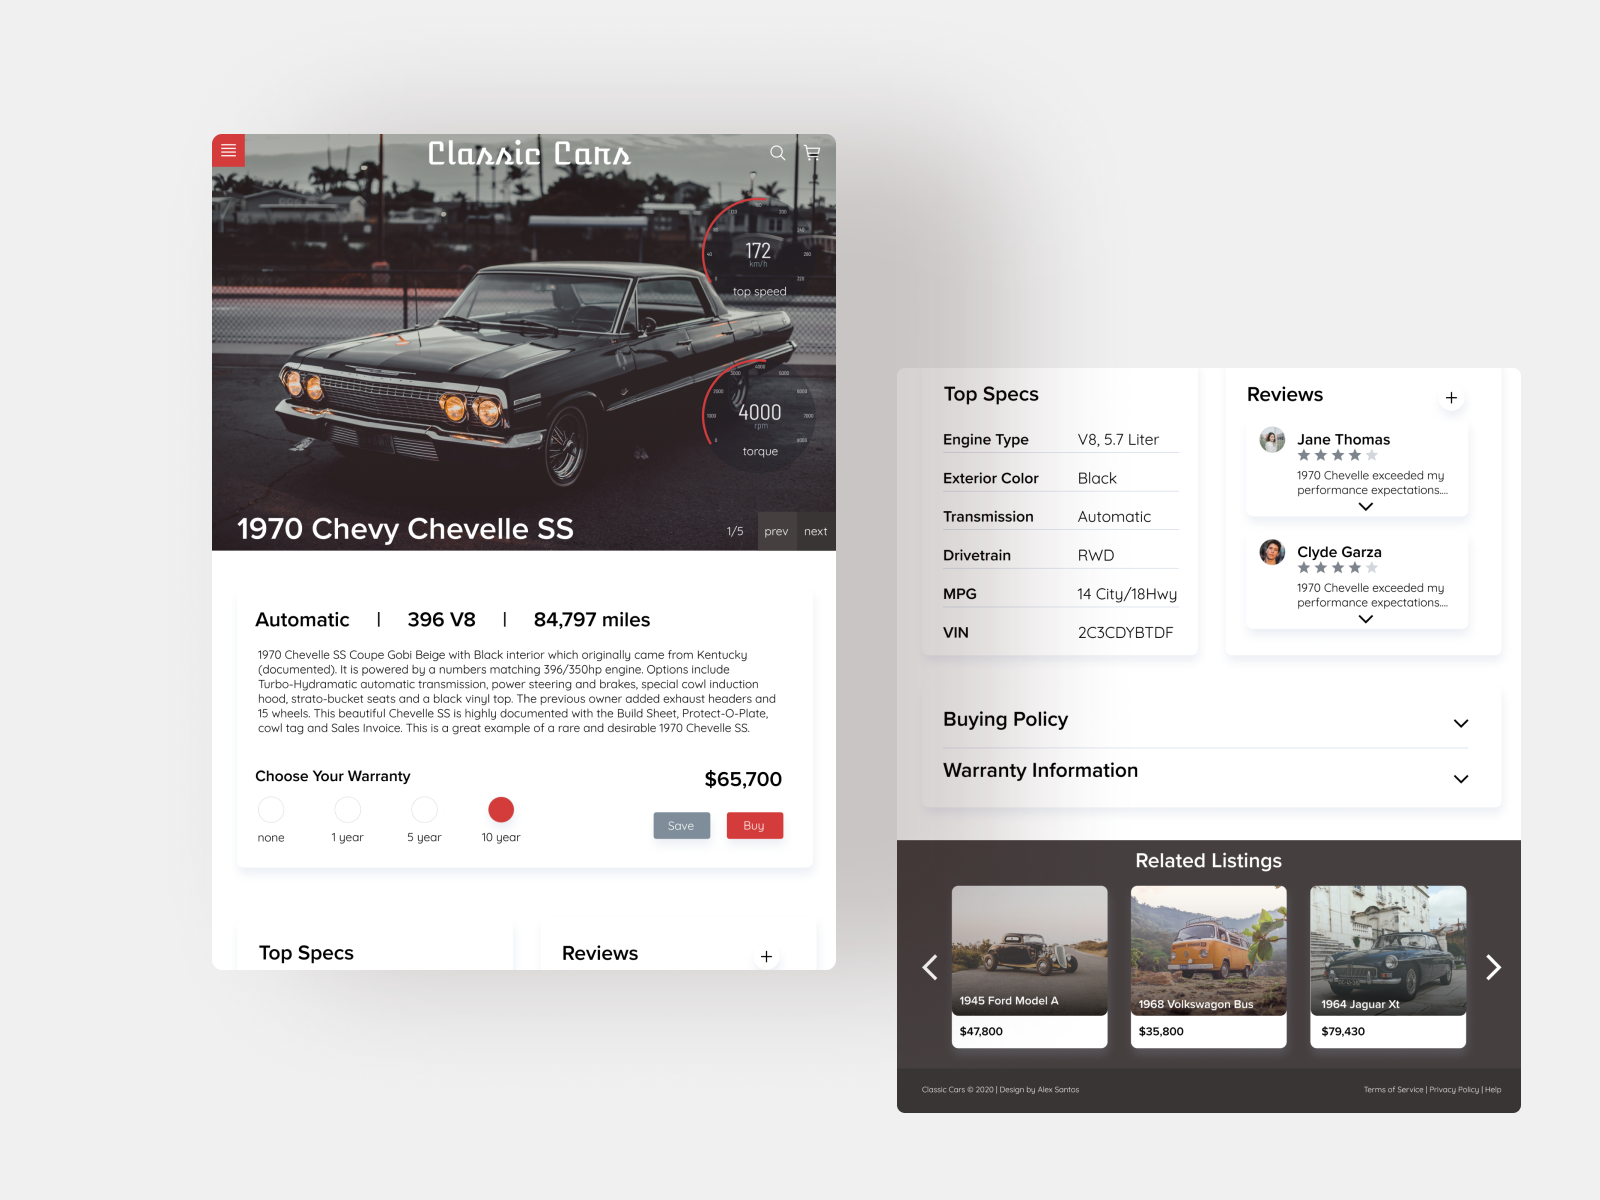 Classic Cars
172
km/h
top speed
4000
rpm
torque
1970 Chevy Chevelle SS
1/5 prev next
Automatic | 396 V8 | 84,797 miles
1970 Chevelle SS Coupe Gobi Beige with Black interior which originally came from Kentucky
(documented). It is powered by a numbers matching 396/350hp engine. Options include
Turbo-Hydramatic automatic transmission, power steering and brakes, special cowl induction
hood, strato-bucket seats and a black vinyl top. The previous owner added exhaust headers and
15 wheels. This beautiful Chevelle SS is highly documented with the Build Sheet, Protect-O-Plate,
cowl tag and Sales Invoice. This is a great example of a rare and desirable 1970 Chevelle SS.
Choose Your Warranty
none 1 year 5 year 10 year
$65,700
Save Buy
Top Specs
Reviews
+
Top Specs
Engine Type V8, 5.7 Liter
Exterior Color Black
Transmission Automatic
Drivetrain RWD
MPG 14 City/18Hwy
VIN 2C3CDYBTDF
Reviews
+
Jane Thomas
1970 Chevelle exceeded my
performance expectations....
Clyde Garza
1970 Chevelle exceeded my
performance expectations....
Buying Policy
Warranty Information
Related Listings
1945 Ford Model A
$47,800
1968 Volkswagon Bus
$35,800
1964 Jaguar Xt
$79,430
Classic Cars © 2020 | Design by Alex Santos
Terms of Service | Privacy Policy | Help